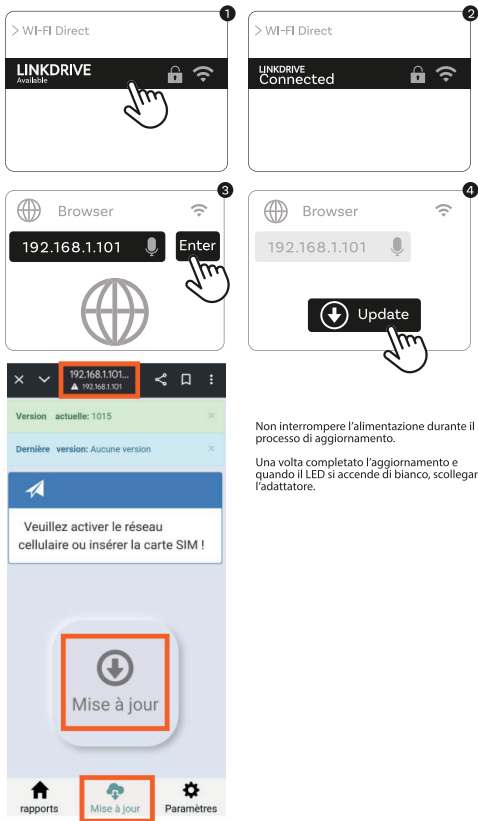 1
> WI-FI Direct
LINKDRIVE
Available
2
> WI-FI Direct
LINKDRIVE
Connected
3
Browser
192.168.1.101
Enter
4
Browser
192.168.1.101
Update
192.168.1.101...
192.168.1.101
Version actuelle: 1015
Dernière version: Aucune version
Veuillez activer le réseau
cellulaire ou insérer la carte SIM !
Mise à jour
rapports
Mise à jour
Paramètres
Non interrompere l'alimentazione durante il
processo di aggiornamento.
Una volta completato l'aggiornamento e
quando il LED si accende di bianco, scollegare
l'adattatore.